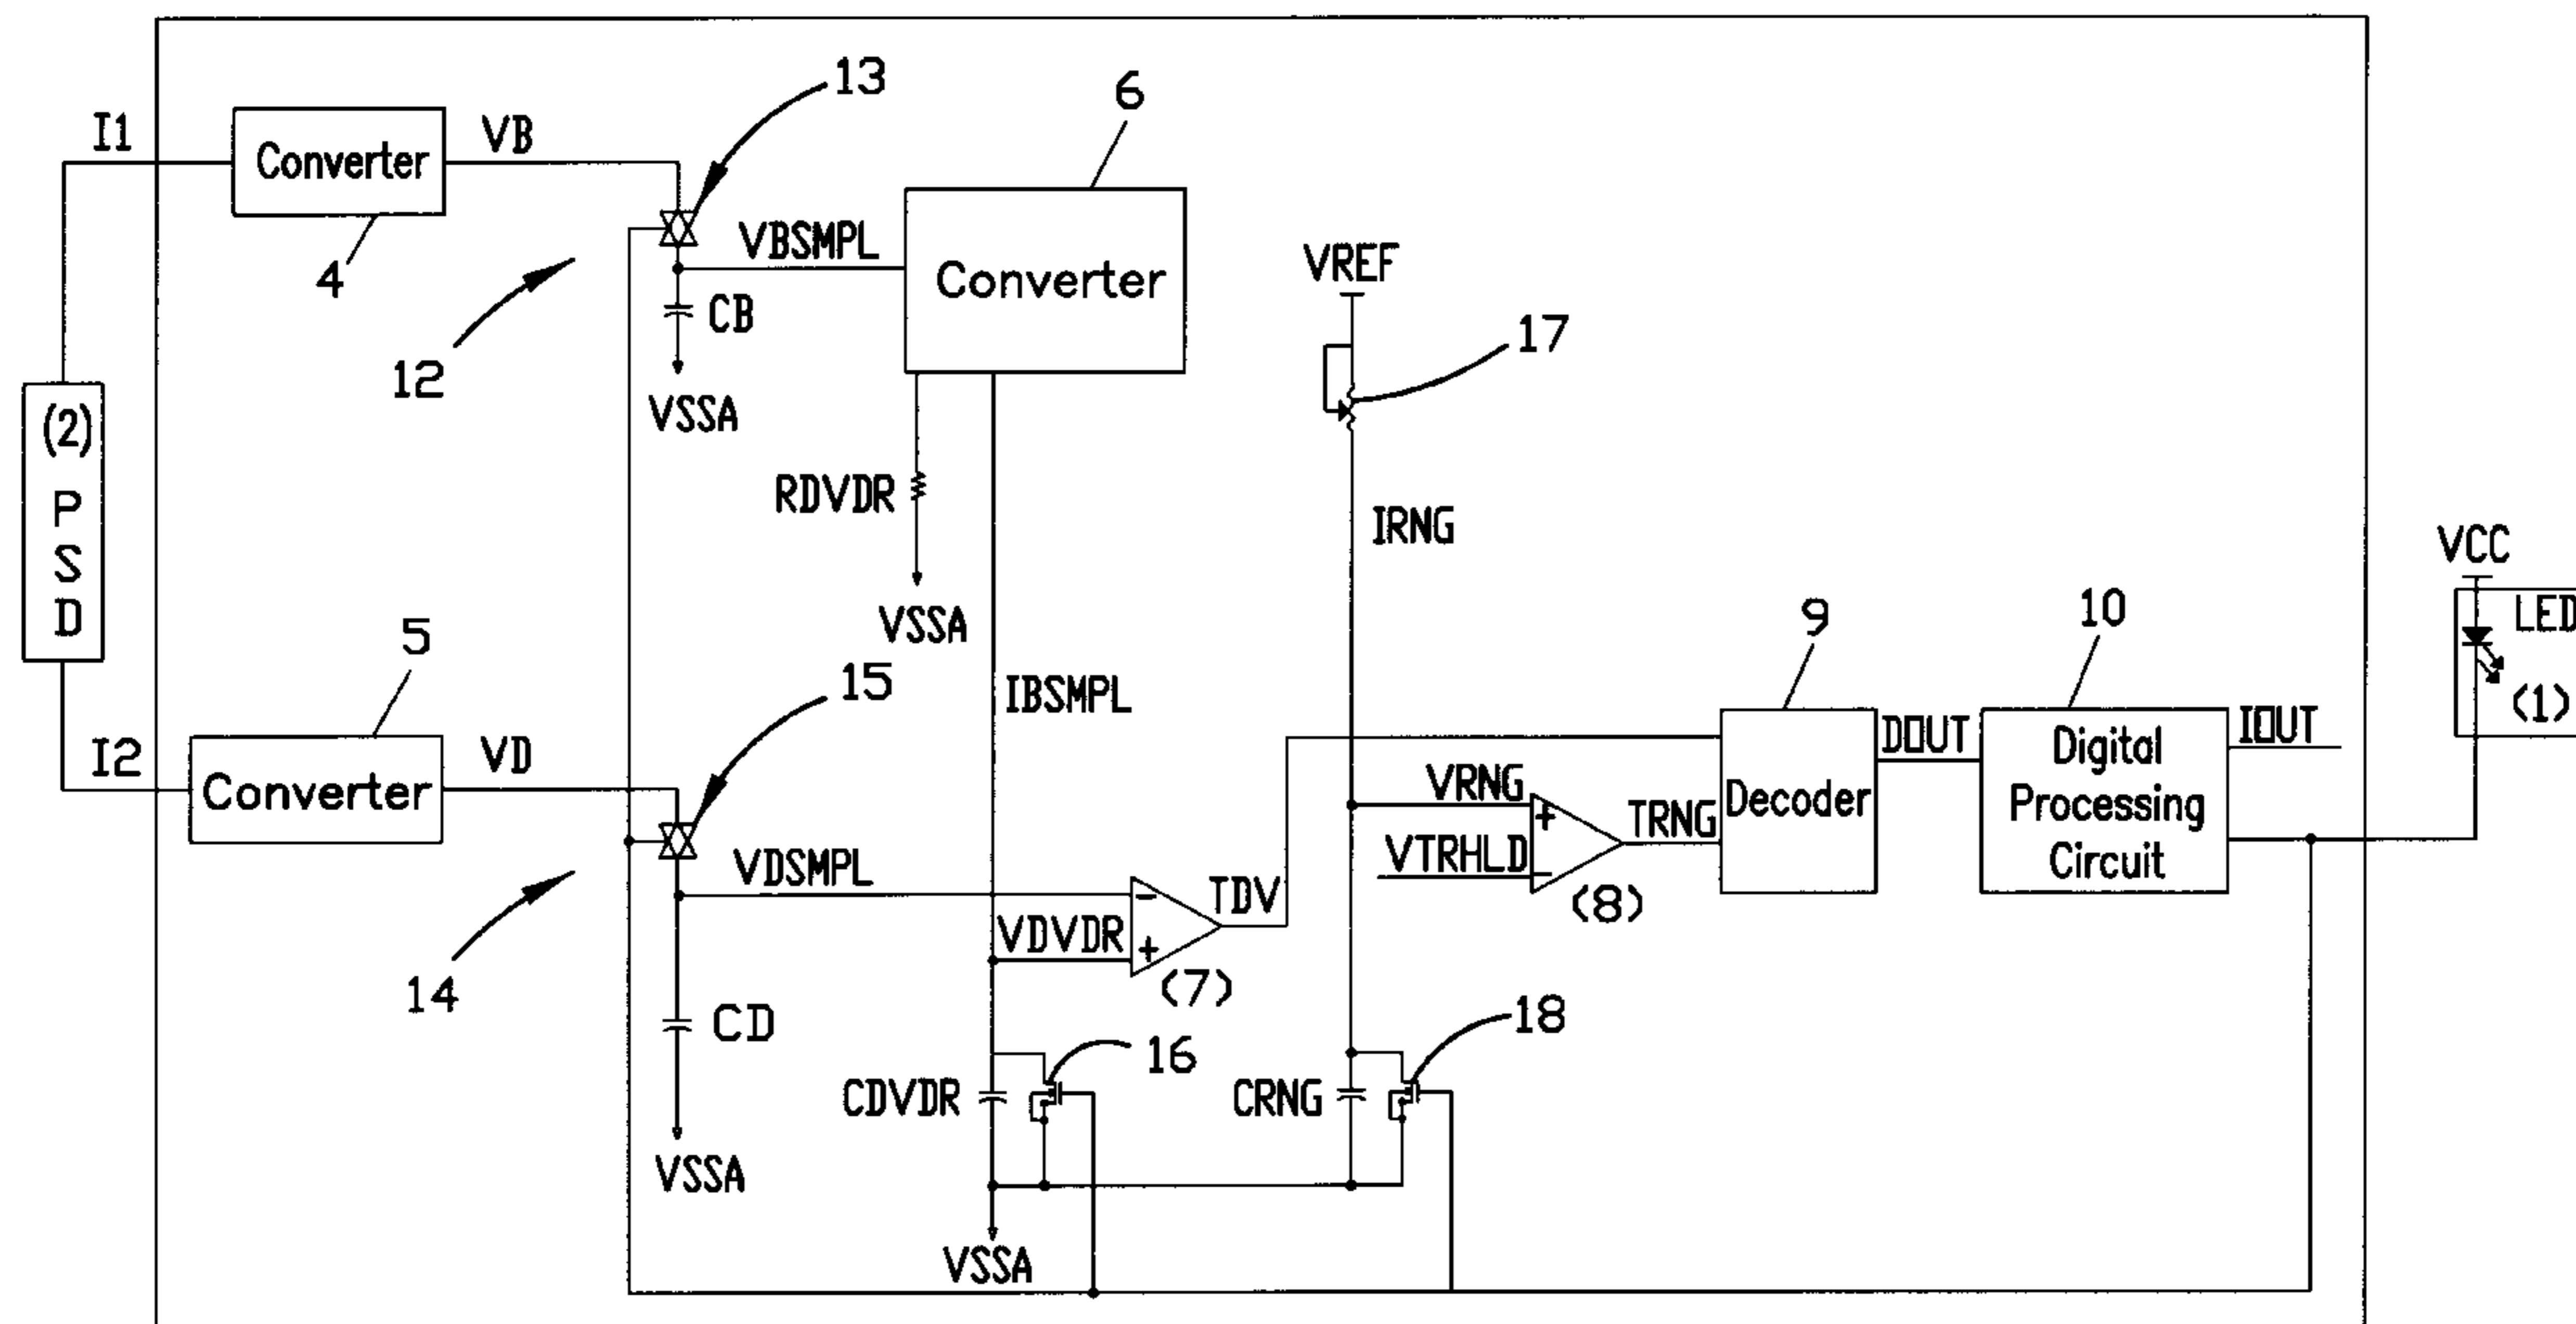 13
6
I1
Converter
VB
4
12
VBSMPL
Converter
CB
VSSA
VREF
17
(2)
PSD
RDVDR
VSSA
IRNG
IBSMPL
5
I2
Converter
VD
15
14
VDSMPL
CD
VSSA
VDVDR
TDV
(7)
CDVDR
16
VSSA
VRNG
VTRHLD
+
-
-
+
TRNG
(8)
CRNG
18
9
Decoder
DOUT
10
Digital
Processing
Circuit
IOUT
VCC
LED
(1)